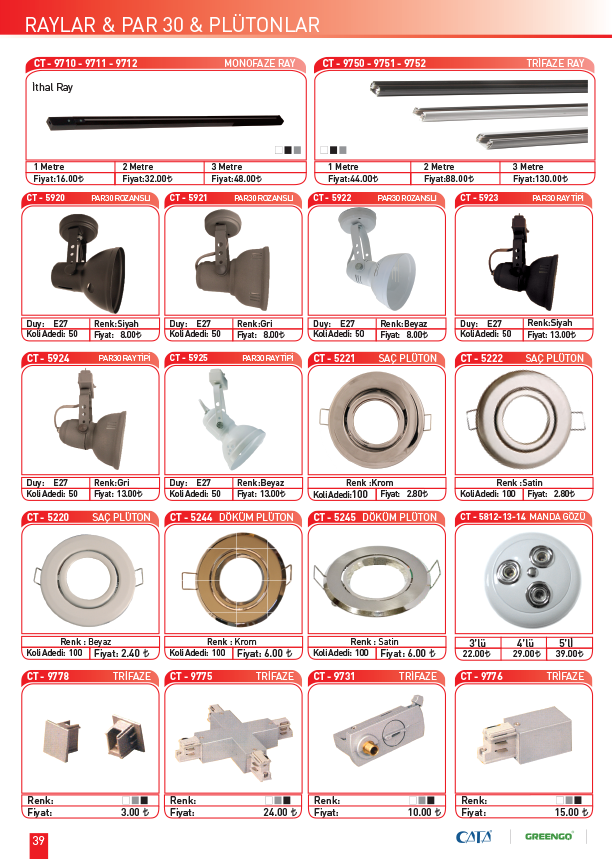 RAYLAR & PAR 30 & PLÜTONLAR
CT - 9710 - 9711 - 9712 MONOFAZE RAY
İthal Ray
1 Metre 2 Metre 3 Metre
Fiyat:16.00₺ Fiyat:32.00₺ Fiyat:48.00₺
CT - 9750 - 9751 - 9752 TRİFAZE RAY
1 Metre 2 Metre 3 Metre
Fiyat:44.00₺ Fiyat:88.00₺ Fiyat:130.00₺
CT - 5920 PAR30 ROZANSLI
Duy: E27 Renk:Siyah
Koli Adedi: 50 Fiyat: 8.00₺
CT - 5921 PAR30 ROZANSLI
Duy: E27 Renk:Gri
Koli Adedi: 50 Fiyat: 8.00₺
CT - 5922 PAR30 ROZANSLI
Duy: E27 Renk:Beyaz
Koli Adedi: 50 Fiyat: 8.00₺
CT - 5923 PAR30 RAY TİPİ
Duy: E27 Renk:Siyah
Koli Adedi: 50 Fiyat: 13.00₺
CT - 5924 PAR30 RAY TİPİ
Duy: E27 Renk:Gri
Koli Adedi: 50 Fiyat: 13.00₺
CT - 5925 PAR30 RAY TİPİ
Duy: E27 Renk:Beyaz
Koli Adedi: 50 Fiyat: 13.00₺
CT - 5221 SAÇ PLÜTON
Renk :Krom
Koli Adedi:100 Fiyat: 2.80₺
CT - 5222 SAÇ PLÜTON
Renk :Satin
Koli Adedi: 100 Fiyat: 2.80₺
CT - 5220 SAÇ PLÜTON
Renk : Beyaz
Koli Adedi: 100 Fiyat: 2.40 ₺
CT - 5244 DÖKÜM PLÜTON
Renk : Krom
Koli Adedi: 100 Fiyat: 6.00 ₺
CT - 5245 DÖKÜM PLÜTON
Renk : Satin
Koli Adedi: 100 Fiyat: 6.00 ₺
CT - 5812-13-14 MANDA GÖZÜ
3'lü 4'lü 5'li
22.00₺ 29.00₺ 39.00₺
CT - 9778 TRİFAZE
Renk:
Fiyat: 3.00 ₺
CT - 9775 TRİFAZE
Renk:
Fiyat: 24.00 ₺
CT - 9731 TRİFAZE
Renk:
Fiyat: 10.00 ₺
CT - 9776 TRİFAZE
Renk:
Fiyat: 15.00 ₺
39
CATA GREENGO